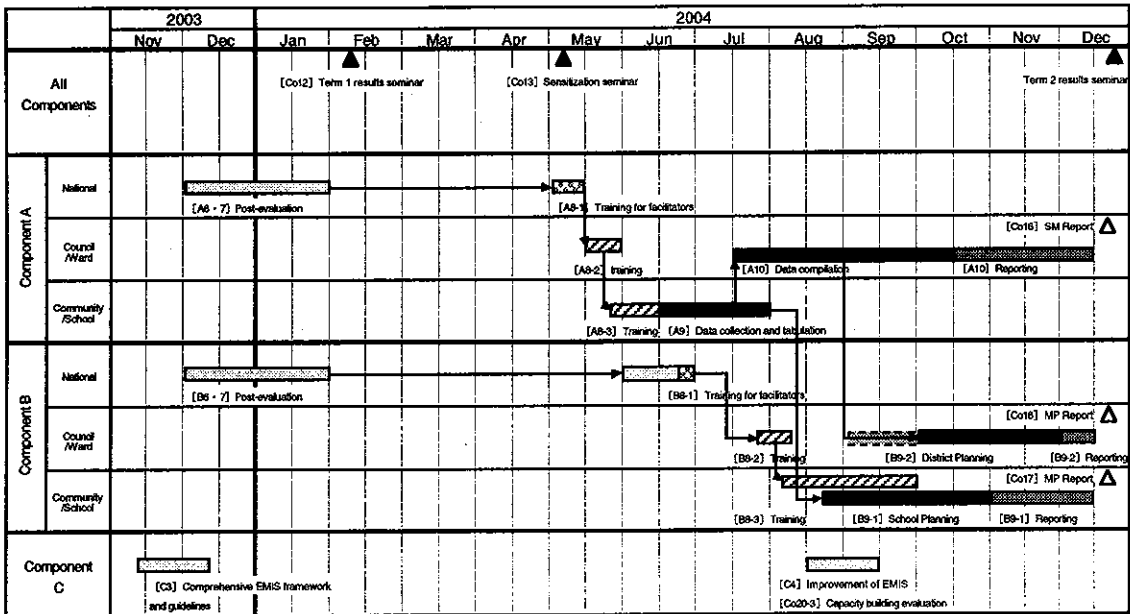 2003 2004
Nov Dec Jan Feb Mar Apr May Jun Jul Aug Sep Oct Nov Dec
All
Components
[Co12] Term 1 results seminar
[Co13] Sensitization seminar
Term 2 results seminar
Component A
National
[A6・7] Post-evaluation
[A8-1] Training for facilitators
Council
/Ward
[Co16] SM Report
[A8-2] training
[A10] Data compilation
[A10] Reporting
Community
/School
[A8-3] Training
[A9] Data collection and tabulation
Component B
National
[B6・7] Post-evaluation
[B8-1] Training for facilitators
Council
/Ward
[Co16] MP Report
[B8-2] Training
[B9-2] District Planning
[B9-2] Reporting
Community
/School
[Co17] MP Report
[B8-3] Training
[B9-1] School Planning
[B9-1] Reporting
Component
C
[C3] Comprehensive EMIS framework
and guidelines
[C4] Improvement of EMIS
[Co20-3] Capacity building evaluation